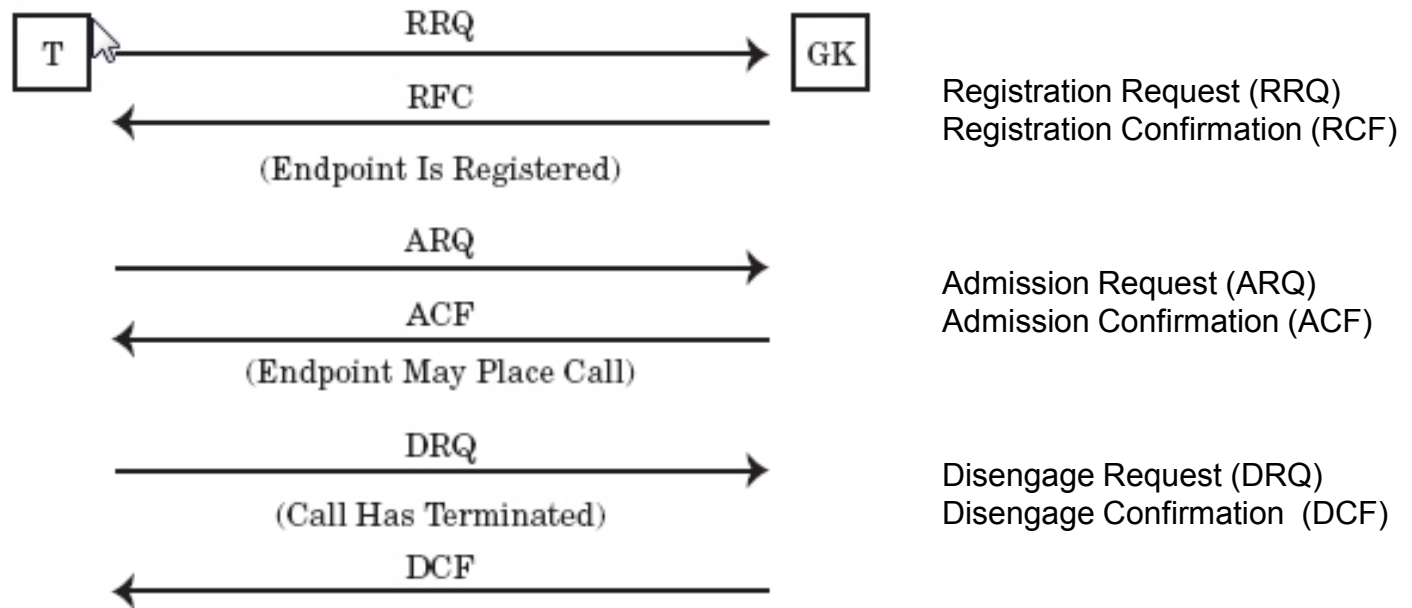 T
RRQ
GK
RFC
(Endpoint Is Registered)
Registration Request (RRQ)
Registration Confirmation (RCF)
ARQ
ACF
(Endpoint May Place Call)
Admission Request (ARQ)
Admission Confirmation (ACF)
DRQ
(Call Has Terminated)
DCF
Disengage Request (DRQ)
Disengage Confirmation  (DCF)